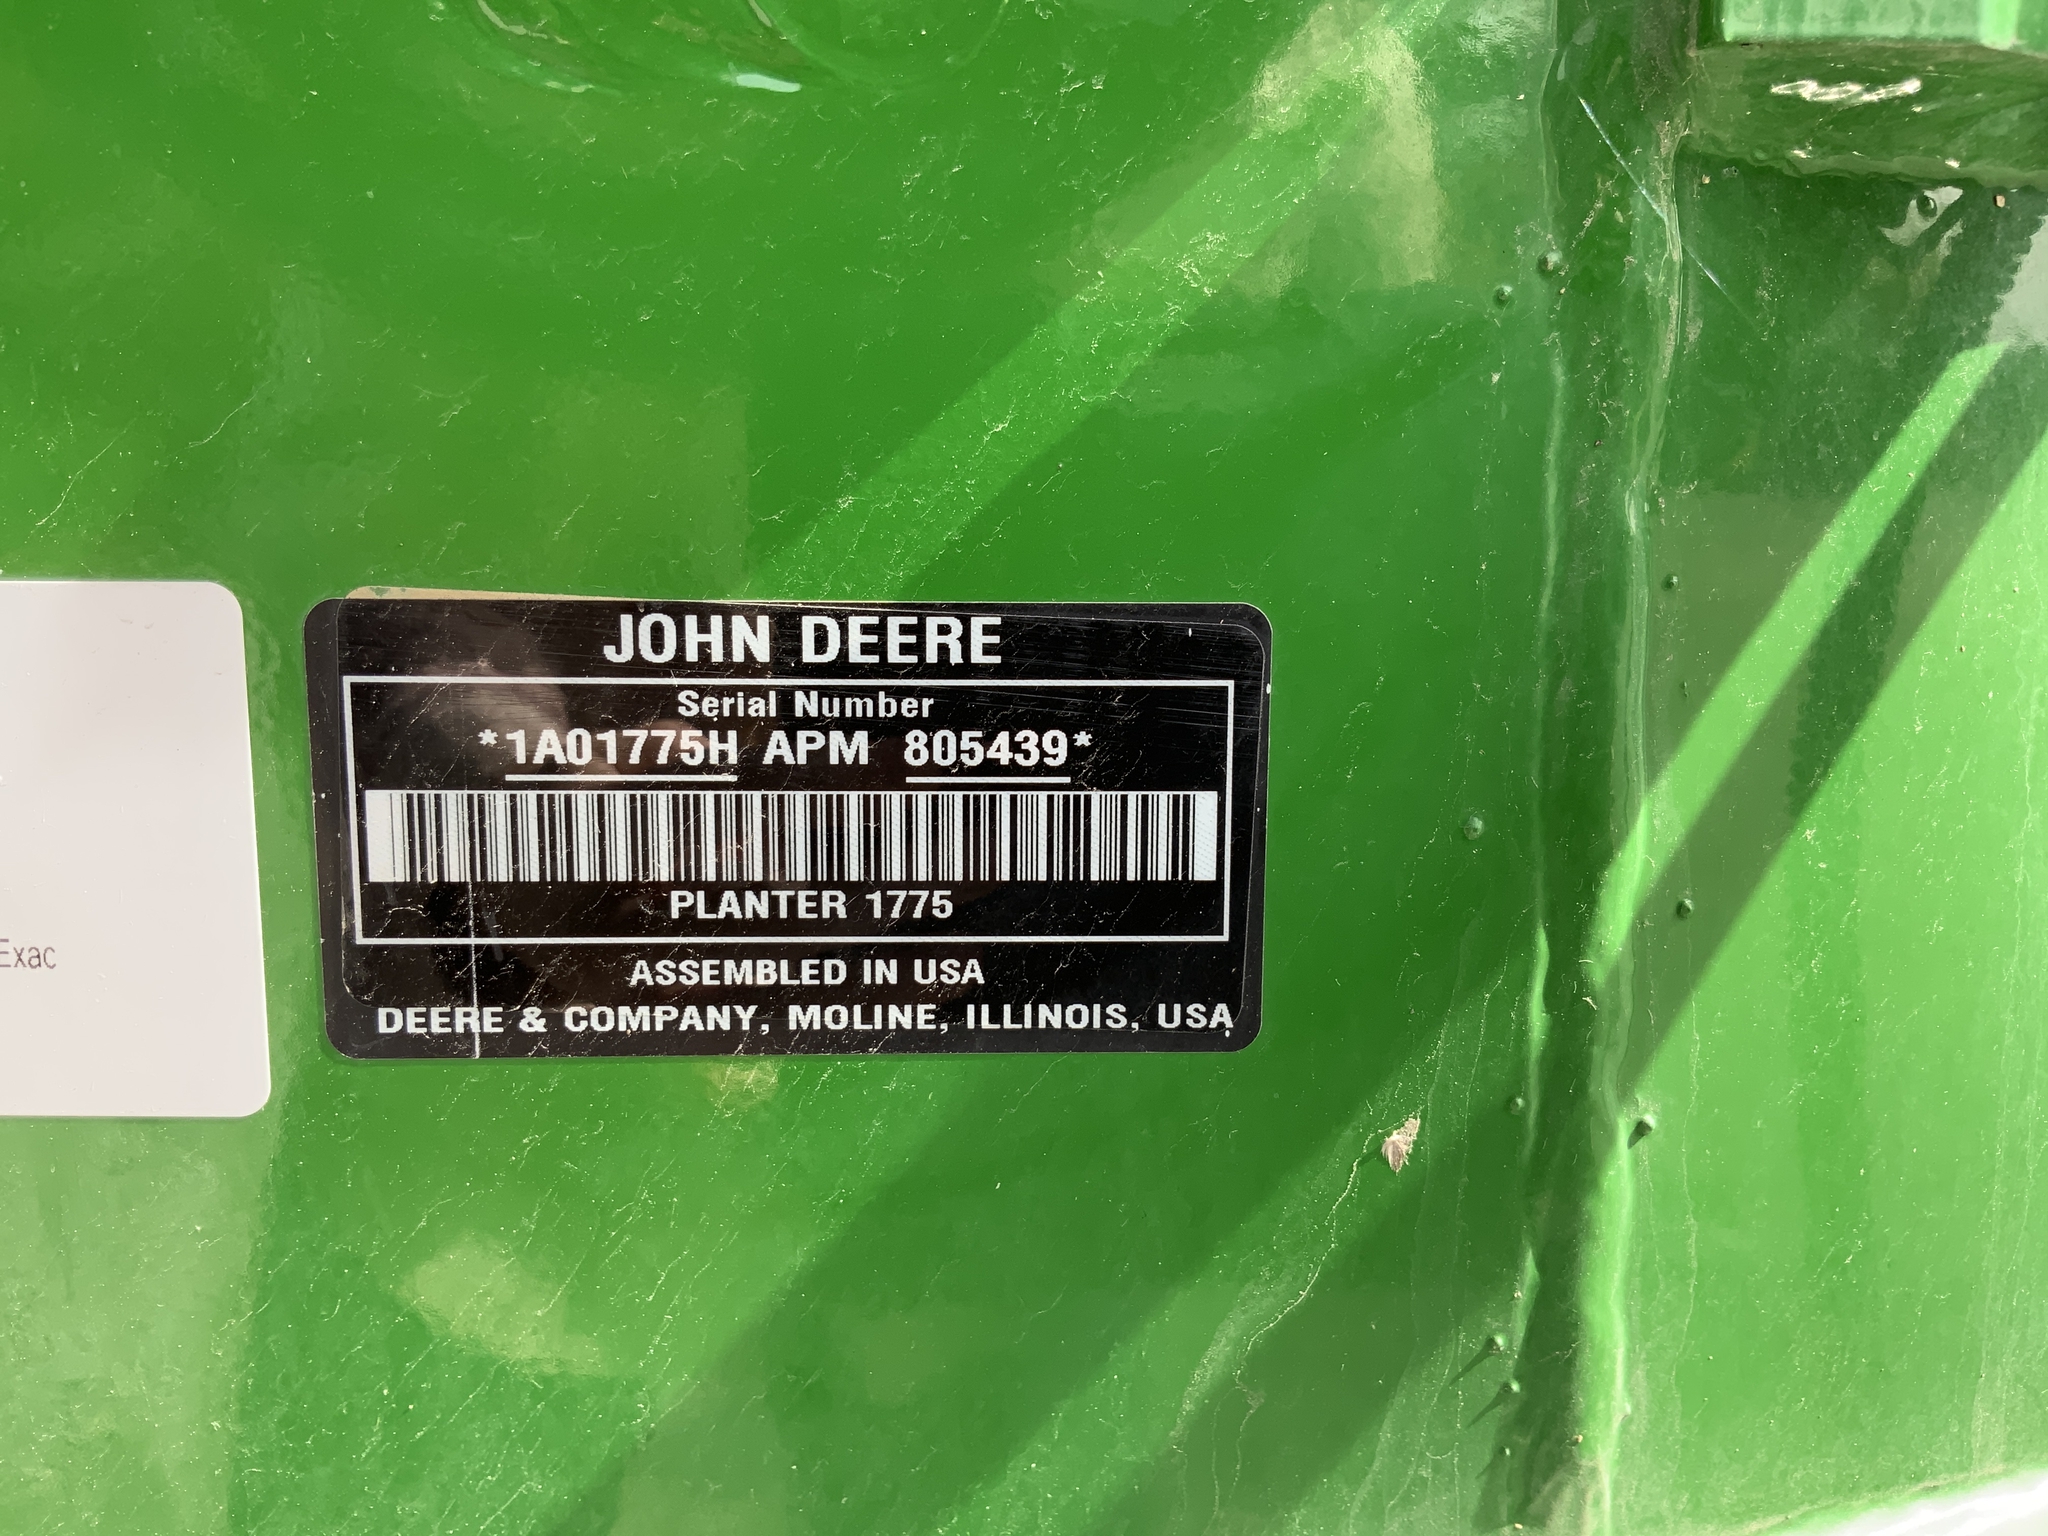 JOHN DEERE
Serial Number
*1A01775H APM 805439*
PLANTER 1775
ASSEMBLED IN USA
DEERE & COMPANY, MOLINE, ILLINOIS, USA
Exac